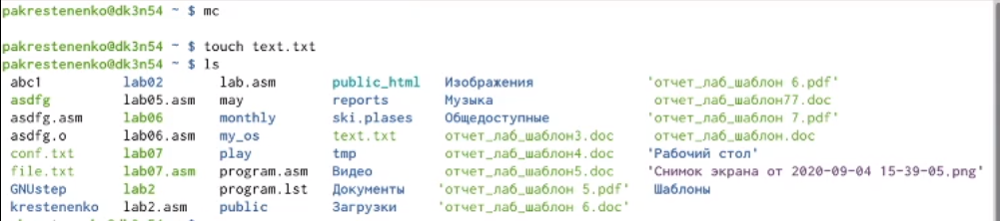 pakrestenenko@dk3n54 ~ $ mc
pakrestenenko@dk3n54 ~ $ touch text.txt
pakrestenenko@dk3n54 ~ $ ls
abc1 lab02 lab.asm public_html Изображения 'отчет_лаб_шаблон 6.pdf'
asdfg lab05.asm may reports Музыка отчет_лаб_шаблон77.doc
asdfg.asm lab06 monthly ski.plases Общедоступные 'отчет_лаб_шаблон 7.pdf'
asdfg.o lab06.asm my_os text.txt отчет_лаб_шаблон3.doc отчет_лаб_шаблон.doc
conf.txt lab07 play tmp отчет_лаб_шаблон4.doc 'Рабочий стол'
file.txt lab07.asm program.asm Видео отчет_лаб_шаблон5.doc 'Снимок экрана от 2020-09-04 15-39-05.png'
GNUstep lab2 program.lst Документы 'отчет_лаб_шаблон 5.pdf' Шаблоны
krestenenko lab2.asm public Загрузки 'отчет_лаб_шаблон 6.doc'